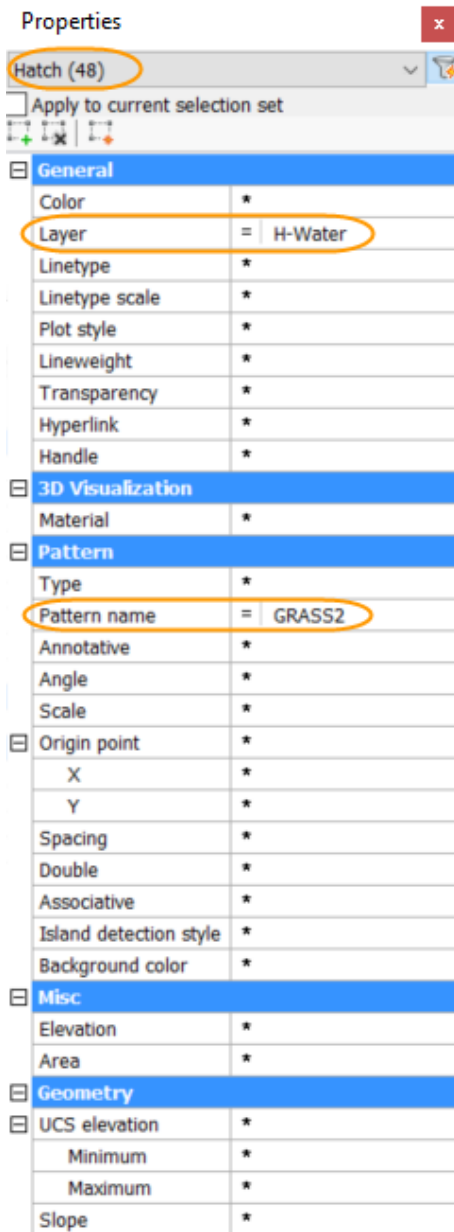 Properties
x
Hatch (48)
Apply to current selection set
General
Color *
Layer = H-Water
Linetype *
Linetype scale *
Plot style *
Lineweight *
Transparency *
Hyperlink *
Handle *
3D Visualization
Material *
Pattern
Type *
Pattern name = GRASS2
Annotative *
Angle *
Scale *
Origin point *
X *
Y *
Spacing *
Double *
Associative *
Island detection style *
Background color *
Misc
Elevation *
Area *
Geometry
UCS elevation *
Minimum *
Maximum *
Slope *